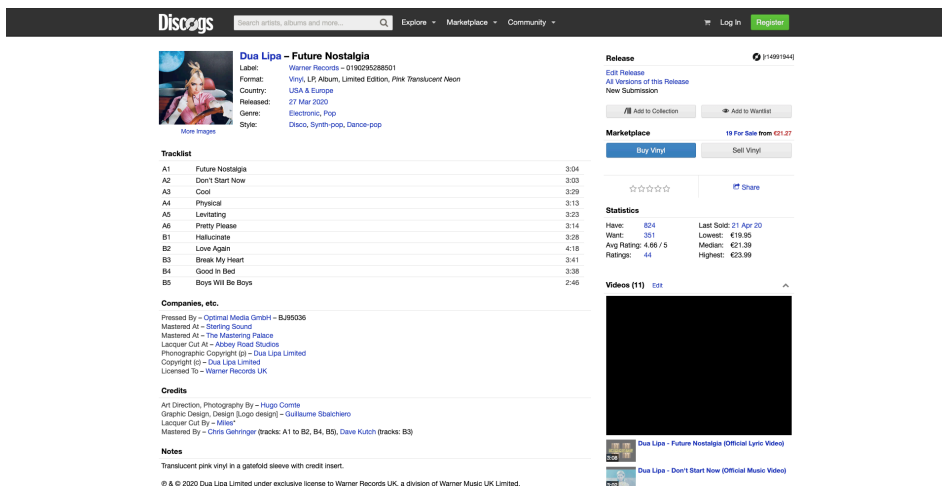 Discogs
Search artists, albums and more...
Explore
Marketplace
Community
Log In
Register
More Images
Dua Lipa – Future Nostalgia
Label: Warner Records – 0190295288501
Format: Vinyl, LP, Album, Limited Edition, Pink Translucent Neon
Country: USA & Europe
Released: 27 Mar 2020
Genre: Electronic, Pop
Style: Disco, Synth-pop, Dance-pop
Tracklist
A1 Future Nostalgia 3:04
A2 Don't Start Now 3:03
A3 Cool 3:29
A4 Physical 3:13
A5 Levitating 3:23
A6 Pretty Please 3:14
B1 Hallucinate 3:28
B2 Love Again 4:18
B3 Break My Heart 3:41
B4 Good In Bed 3:38
B5 Boys Will Be Boys 2:46
Companies, etc.
Pressed By – Optimal Media GmbH – BJ95036
Mastered At – Sterling Sound
Mastered At – The Mastering Palace
Lacquer Cut At – Abbey Road Studios
Phonographic Copyright (p) – Dua Lipa Limited
Copyright (c) – Dua Lipa Limited
Licensed To – Warner Records UK
Credits
Art Direction, Photography By – Hugo Comte
Graphic Design, Design [Logo design] – Guillaume Sbalchiero
Lacquer Cut By – Miles*
Mastered By – Chris Gehringer (tracks: A1 to B2, B4, B5), Dave Kutch (tracks: B3)
Notes
Translucent pink vinyl in a gatefold sleeve with credit insert.
℗ & © 2020 Dua Lipa Limited under exclusive license to Warner Records UK, a division of Warner Music UK Limited.
Release [r14991944]
Edit Release
All Versions of this Release
New Submission
Add to Collection
Add to Wantlist
Marketplace 19 For Sale from €21.27
Buy Vinyl
Sell Vinyl
Share
Statistics
Have: 824 Last Sold: 21 Apr 20
Want: 351 Lowest: €19.95
Avg Rating: 4.66 / 5 Median: €21.39
Ratings: 44 Highest: €23.99
Videos (11) Edit
Dua Lipa - Future Nostalgia (Official Lyric Video)
3:08
Dua Lipa - Don't Start Now (Official Music Video)